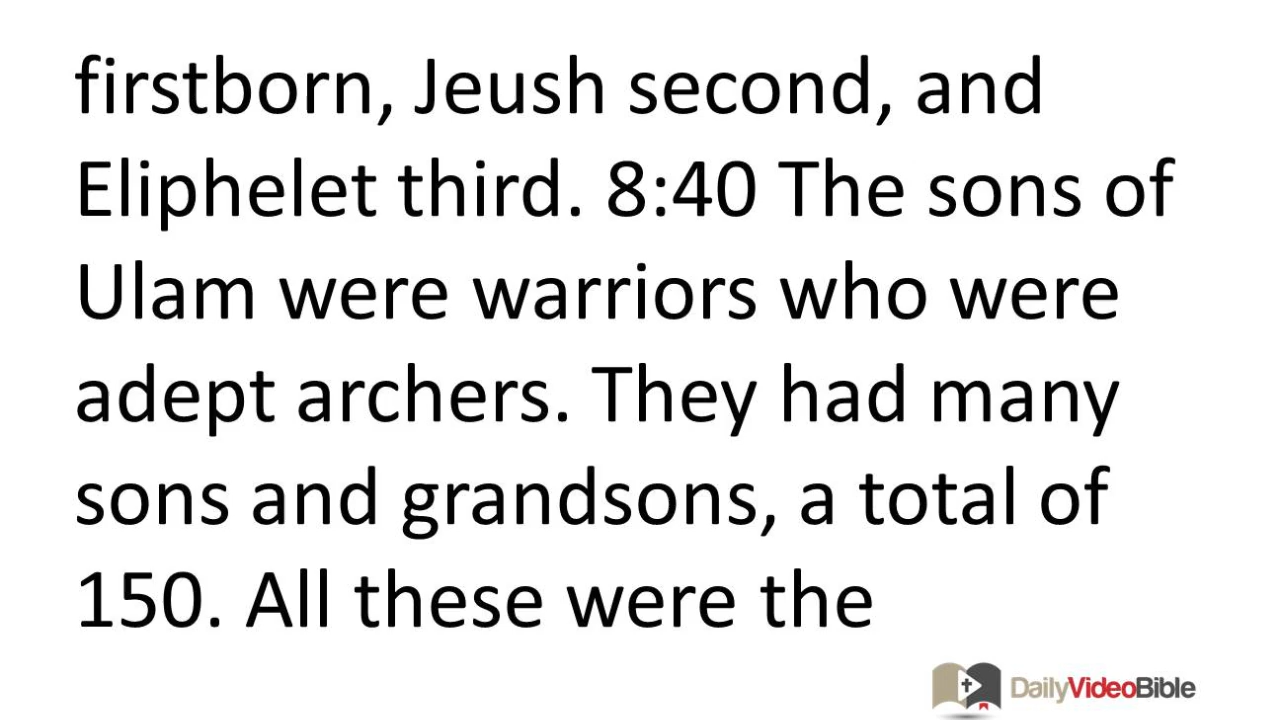 firstborn, Jeush second, and
Eliphelet third. 8:40 The sons of
Ulam were warriors who were
adept archers. They had many
sons and grandsons, a total of
150. All these were the
DailyVideoBible